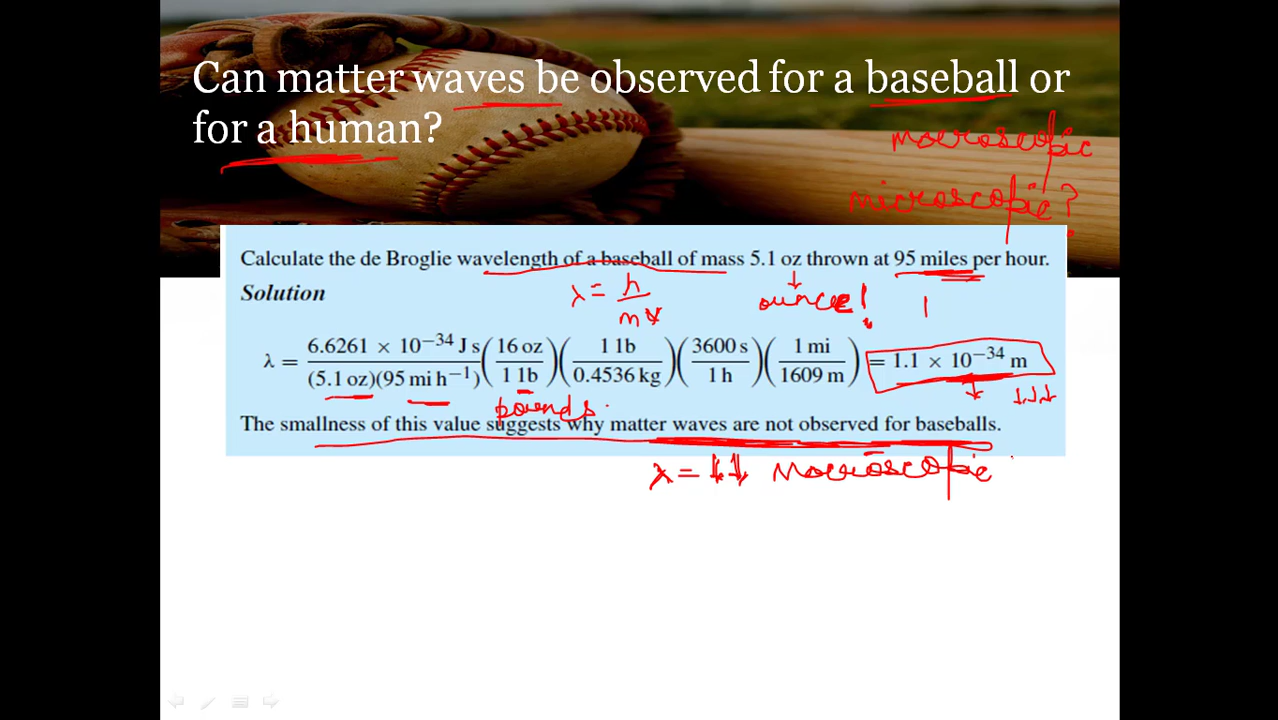 Can matter waves be observed for a baseball or
for a human?
macroscopic
microscopic?
Calculate the de Broglie wavelength of a baseball of mass 5.1 oz thrown at 95 miles per hour.
Solution
λ = h/mv
ounce!
λ = 6.6261 × 10⁻³⁴ J s/(5.1 oz)(95 mi h⁻¹) (16 oz/1 lb) (1 lb/0.4536 kg) (3600 s/1 h) (1 mi/1609 m) = 1.1 × 10⁻³⁴ m
↓ ↓↓↓
pounds.
The smallness of this value suggests why matter waves are not observed for baseballs.
λ = ↓↓ Macroscopic